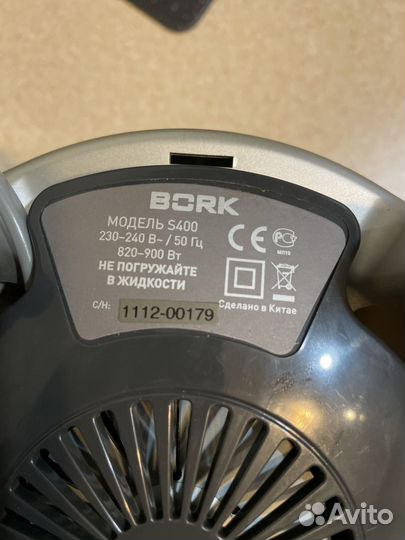 BORK
МОДЕЛЬ S400
230–240 В~ / 50 Гц
820–900 Вт
НЕ ПОГРУЖАЙТЕ
В ЖИДКОСТИ
С/Н: 1112-00179
CE
МП10
Сделано в Китае
Avito